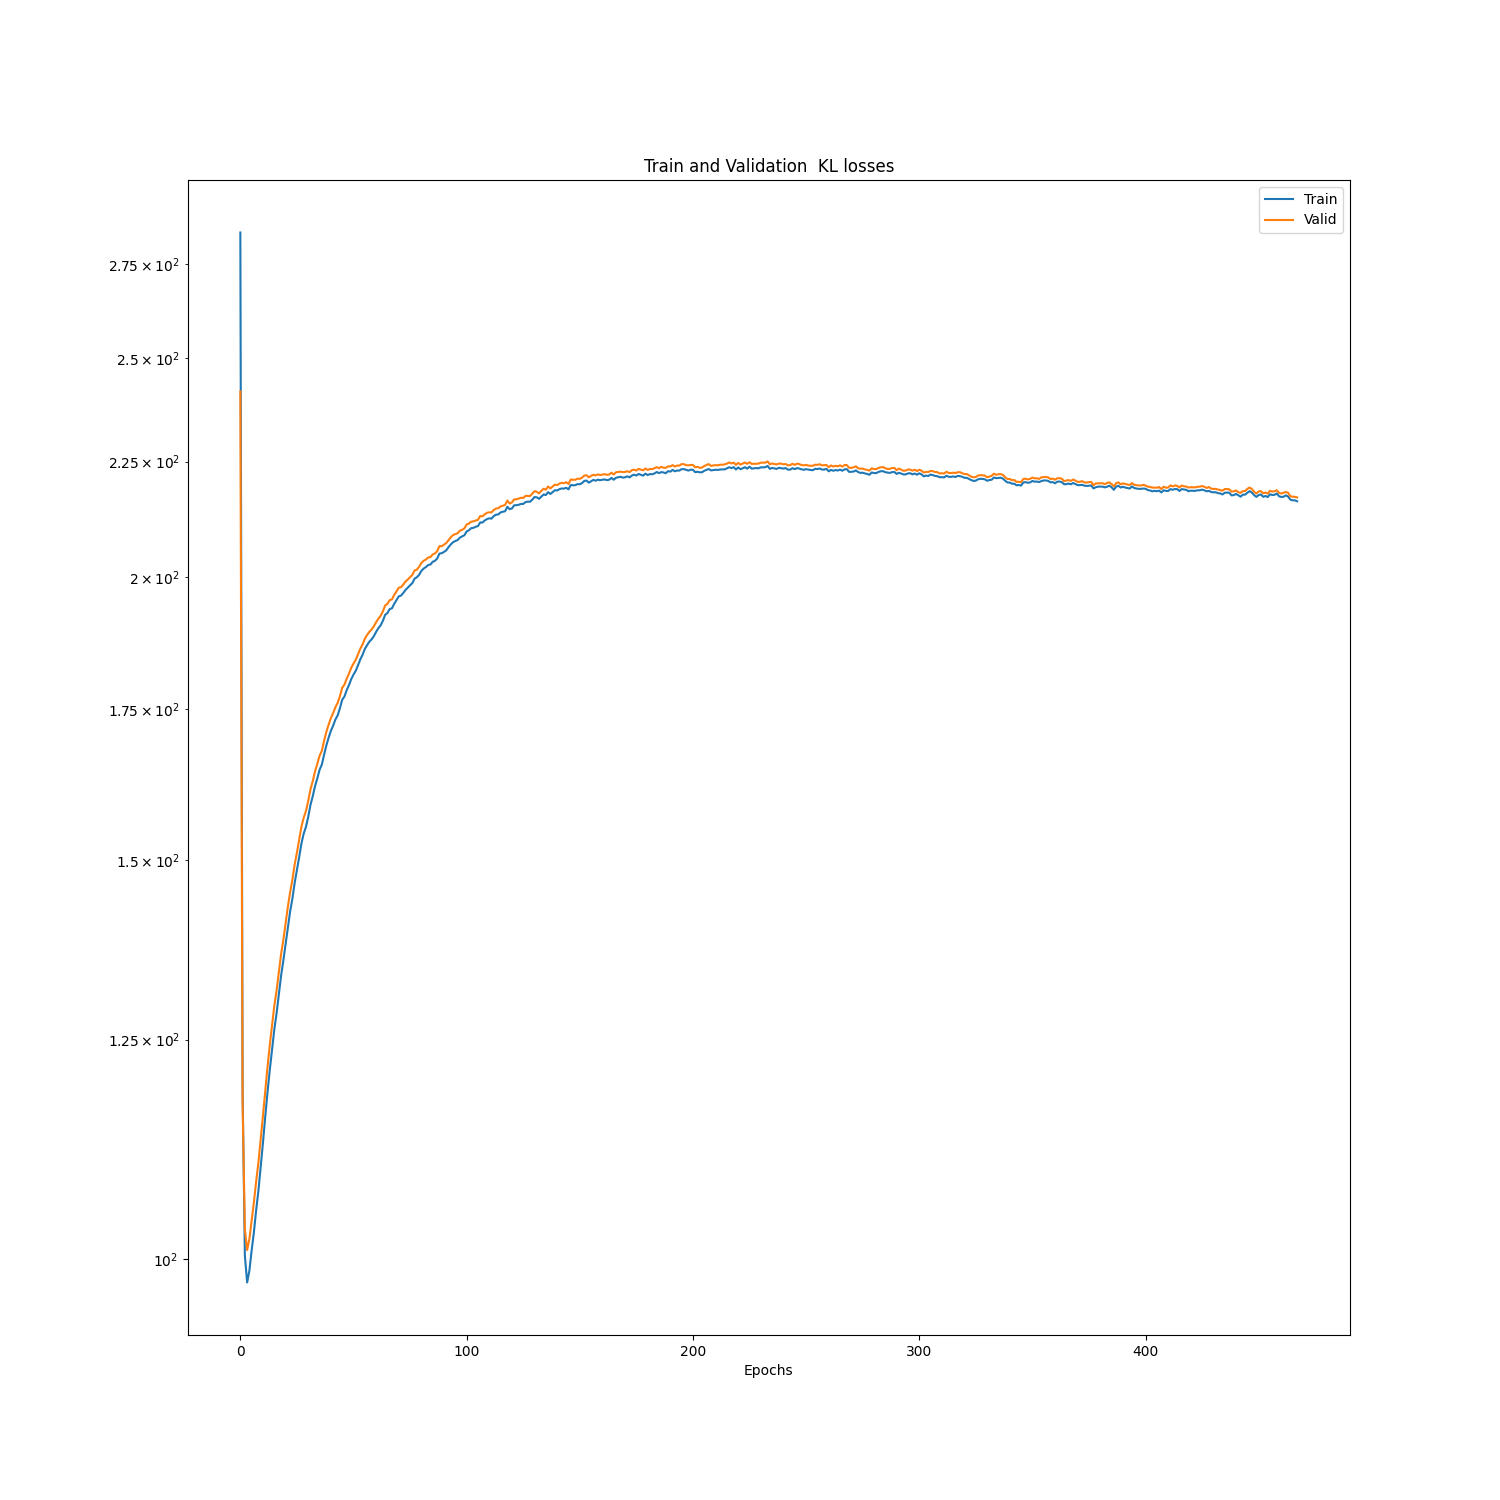 Train and Validation  KL losses
Train
Valid
2.75 × 10²
2.5 × 10²
2.25 × 10²
2 × 10²
1.75 × 10²
1.5 × 10²
1.25 × 10²
10²
0 100 200 300 400
Epochs